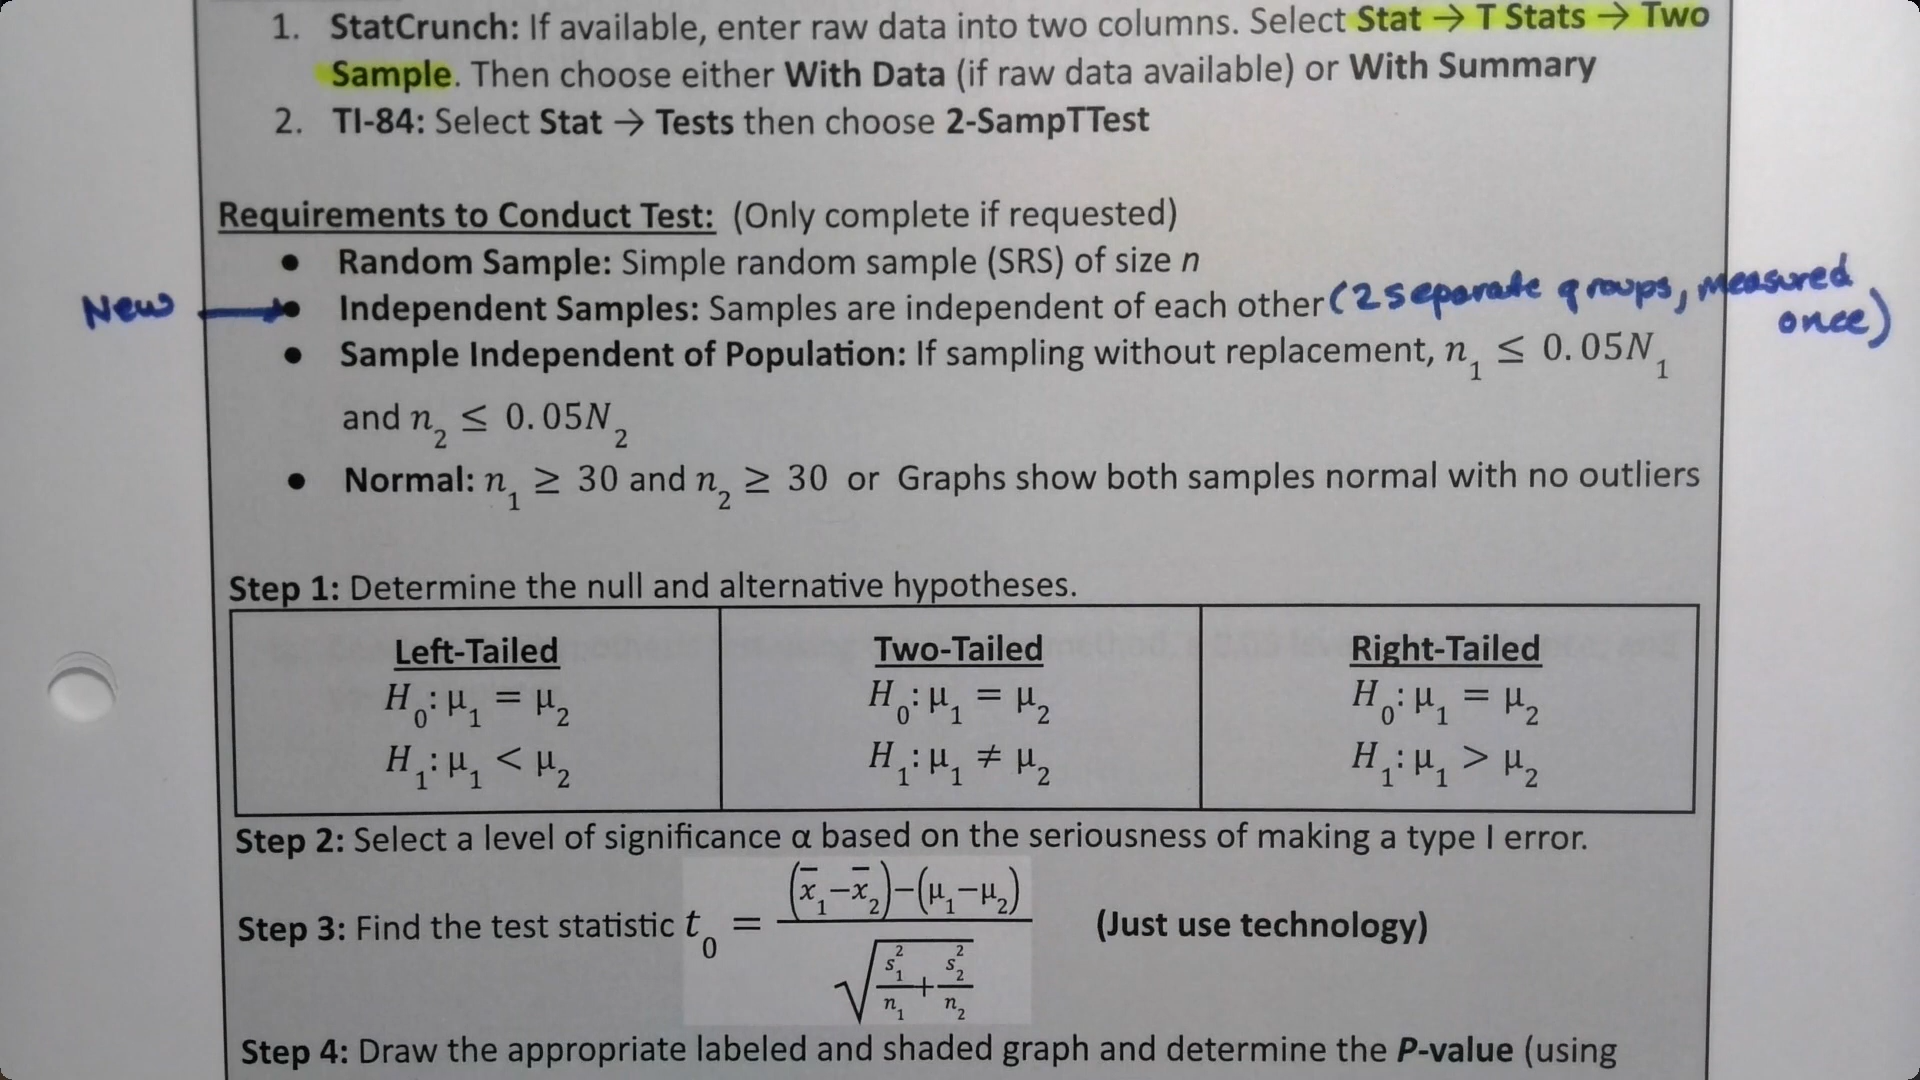 1. StatCrunch: If available, enter raw data into two columns. Select Stat → T Stats → Two
Sample. Then choose either With Data (if raw data available) or With Summary
2. TI-84: Select Stat → Tests then choose 2-SampTTest
Requirements to Conduct Test: (Only complete if requested)
● Random Sample: Simple random sample (SRS) of size n
New → ● Independent Samples: Samples are independent of each other (2 separate groups, measured
once)
● Sample Independent of Population: If sampling without replacement, n₁ ≤ 0.05N₁
and n₂ ≤ 0.05N₂
● Normal: n₁ ≥ 30 and n₂ ≥ 30 or Graphs show both samples normal with no outliers
Step 1: Determine the null and alternative hypotheses.
Left-Tailed Two-Tailed Right-Tailed
H₀: μ₁ = μ₂ H₀: μ₁ = μ₂ H₀: μ₁ = μ₂
H₁: μ₁ < μ₂ H₁: μ₁ ≠ μ₂ H₁: μ₁ > μ₂
Step 2: Select a level of significance α based on the seriousness of making a type I error.
Step 3: Find the test statistic t₀ = ((x̄₁−x̄₂)−(μ₁−μ₂)) / √(s₁²/n₁ + s₂²/n₂) (Just use technology)
Step 4: Draw the appropriate labeled and shaded graph and determine the P-value (using